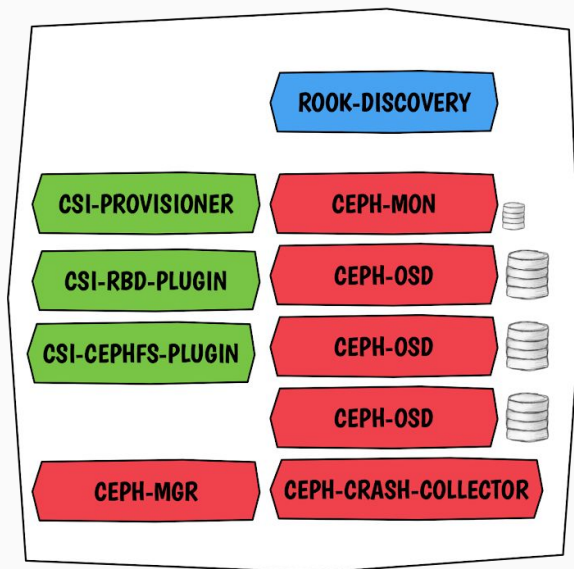 ROOK-DISCOVERY
CSI-PROVISIONER
CEPH-MON
CSI-RBD-PLUGIN
CEPH-OSD
CSI-CEPHFS-PLUGIN
CEPH-OSD
CEPH-OSD
CEPH-MGR
CEPH-CRASH-COLLECTOR